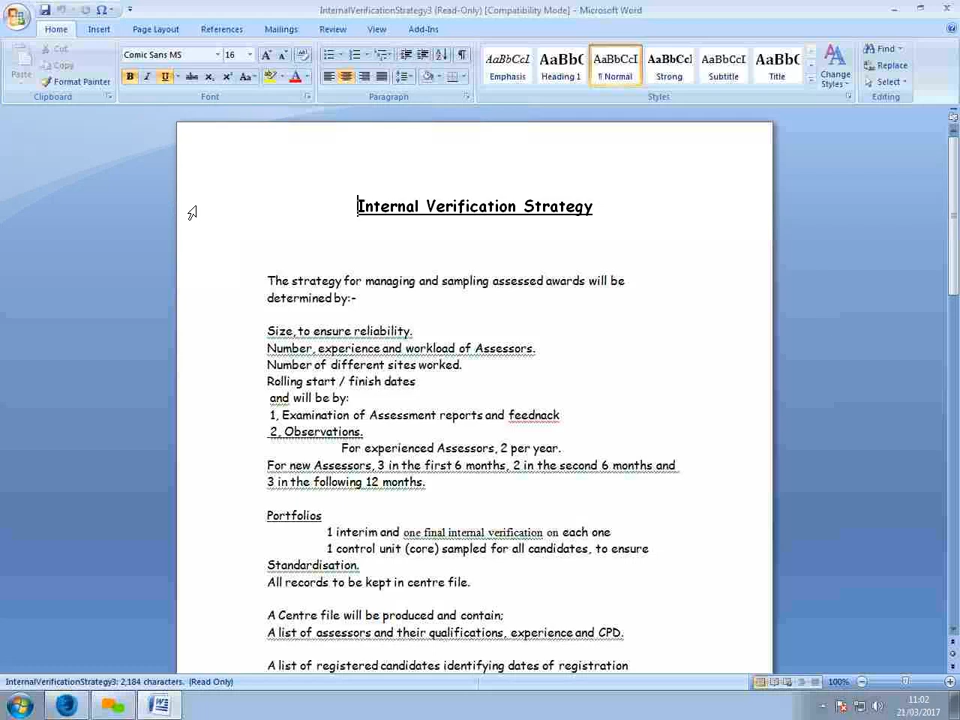 InternalVerificationStrategy3 (Read-Only) [Compatibility Mode] - Microsoft Word
Home Insert Page Layout References Mailings Review View Add-Ins
Paste
Cut
Copy
Format Painter
Clipboard
Comic Sans MS 16
B I U abe x₂ x² Aa A
Font
Paragraph
AaBbCcI AaBbC AaBbCcI AaBbCc AaBbCcI AaBbC
Emphasis Heading 1 ¶ Normal Strong Subtitle Title
Change Styles
Styles
Find
Replace
Select
Editing
Internal Verification Strategy
The strategy for managing and sampling assessed awards will be
determined by:-
Size, to ensure reliability.
Number, experience and workload of Assessors.
Number of different sites worked.
Rolling start / finish dates
and will be by:
1, Examination of Assessment reports and feednack
2, Observations.
For experienced Assessors, 2 per year.
For new Assessors, 3 in the first 6 months, 2 in the second 6 months and
3 in the following 12 months.
Portfolios
1 interim and one final internal verification on each one
1 control unit (core) sampled for all candidates, to ensure
Standardisation.
All records to be kept in centre file.
A Centre file will be produced and contain;
A list of assessors and their qualifications, experience and CPD.
A list of registered candidates identifying dates of registration
InternalVerificationStrategy3: 2,184 characters. (Read Only)
100%
11:02
21/03/2017